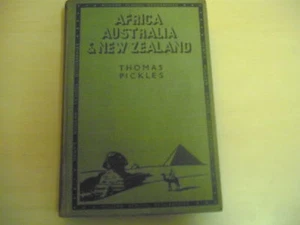 AFRICA
AUSTRALIA
& NEW ZEALAND
THOMAS
PICKLES